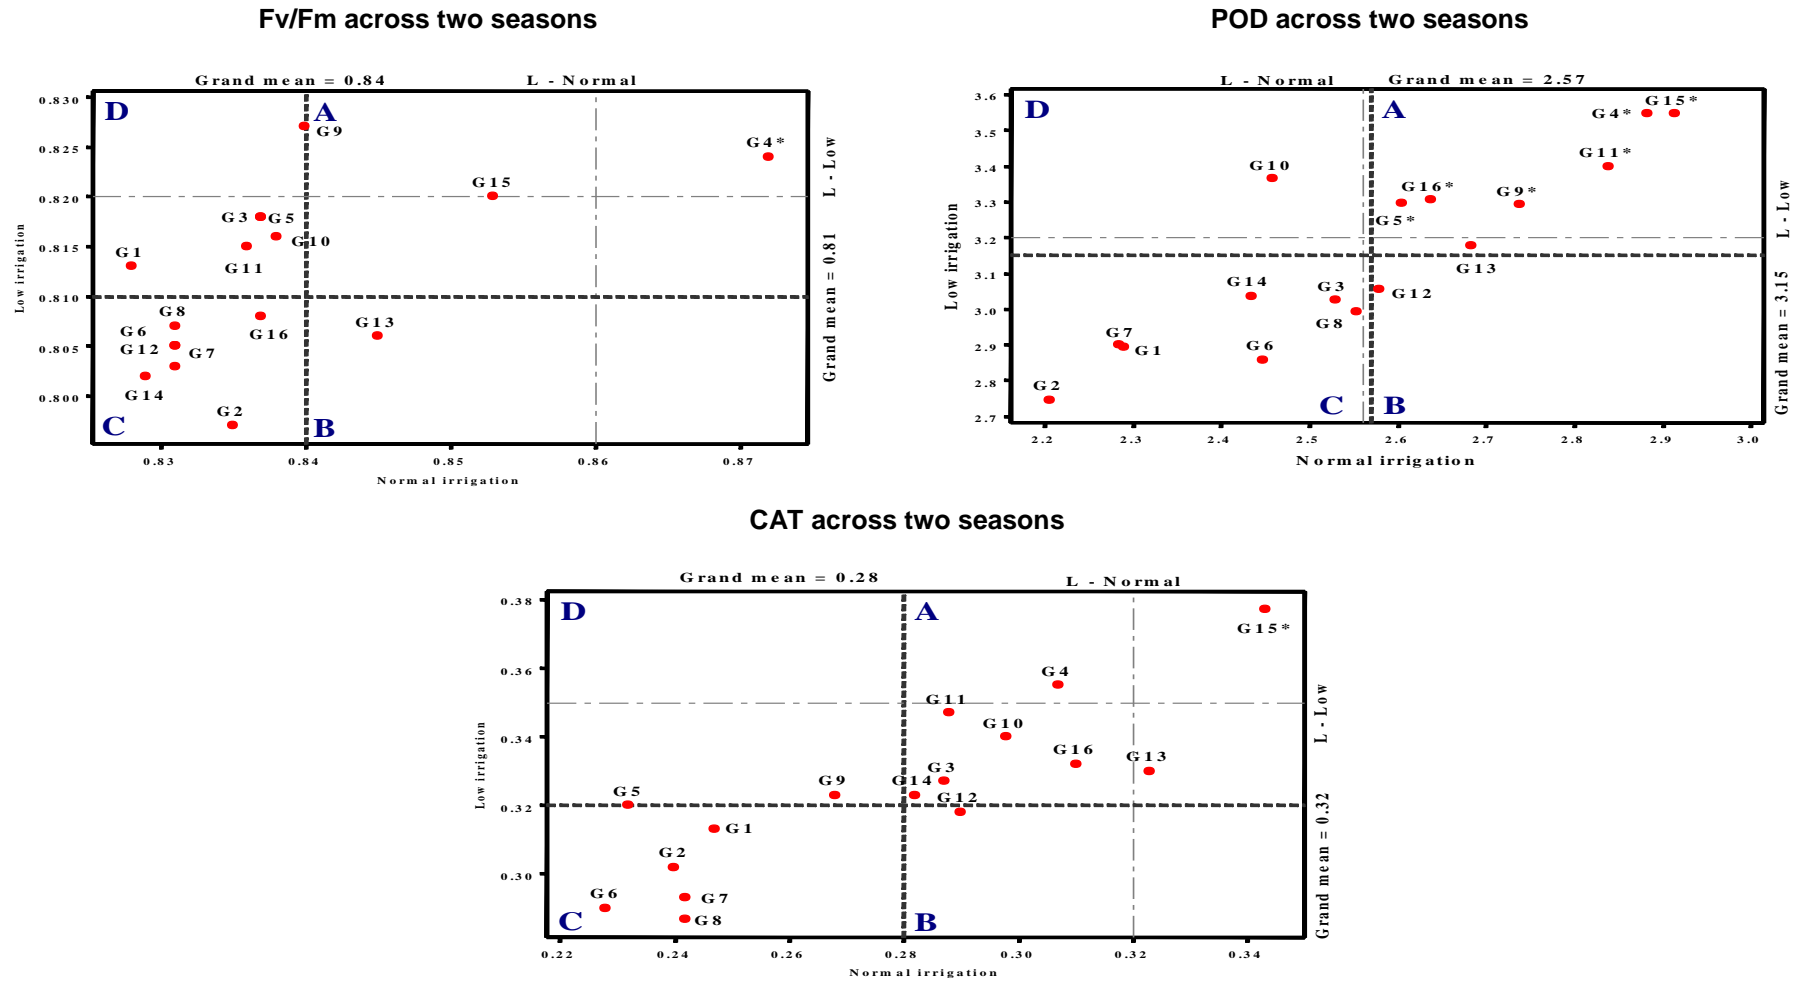 Fv/Fm across two seasons
Grand mean = 0.84
L - Normal
D
A
C
B
0.830
0.825
0.820
0.815
0.810
0.805
0.800
Low irrigation
G9
G4*
G15
G3
G5
G10
G11
G1
G8
G6
G16
G13
G12
G7
G14
G2
L - Low
Grand mean = 0.81
0.83
0.84
0.85
0.86
0.87
Normal irrigation
POD across two seasons
L - Normal
Grand mean = 2.57
D
A
C
B
3.6
3.5
3.4
3.3
3.2
3.1
3.0
2.9
2.8
2.7
Low irrigation
G15*
G4*
G11*
G10
G16*
G9*
G5*
G13
G14
G3
G12
G8
G7
G1
G6
G2
L - Low
Grand mean = 3.15
2.2
2.3
2.4
2.5
2.6
2.7
2.8
2.9
3.0
Normal irrigation
CAT across two seasons
Grand mean = 0.28
L - Normal
D
A
C
B
0.38
0.36
0.34
0.32
0.30
Low irrigation
G15*
G4
G11
G10
G16
G13
G3
G9
G14
G5
G12
G1
G2
G6
G7
G8
L - Low
Grand mean = 0.32
0.22
0.24
0.26
0.28
0.30
0.32
0.34
Normal irrigation